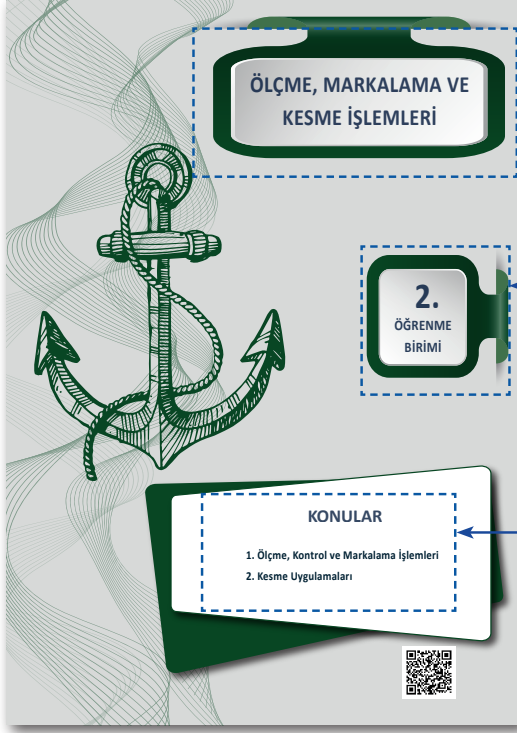 ÖLÇME, MARKALAMA VE
KESME İŞLEMLERİ
2.
ÖĞRENME
BİRİMİ
KONULAR
1. Ölçme, Kontrol ve Markalama İşlemleri
2. Kesme Uygulamaları